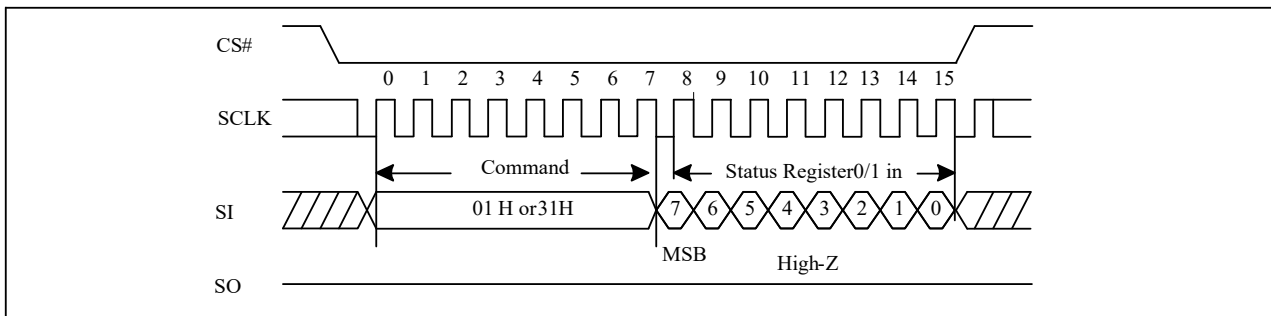 CS#
0 1 2 3 4 5 6 7 8 9 10 11 12 13 14 15
SCLK
Command
Status Register0/1 in
SI
01 H or31H
7 6 5 4 3 2 1 0
MSB
High-Z
SO